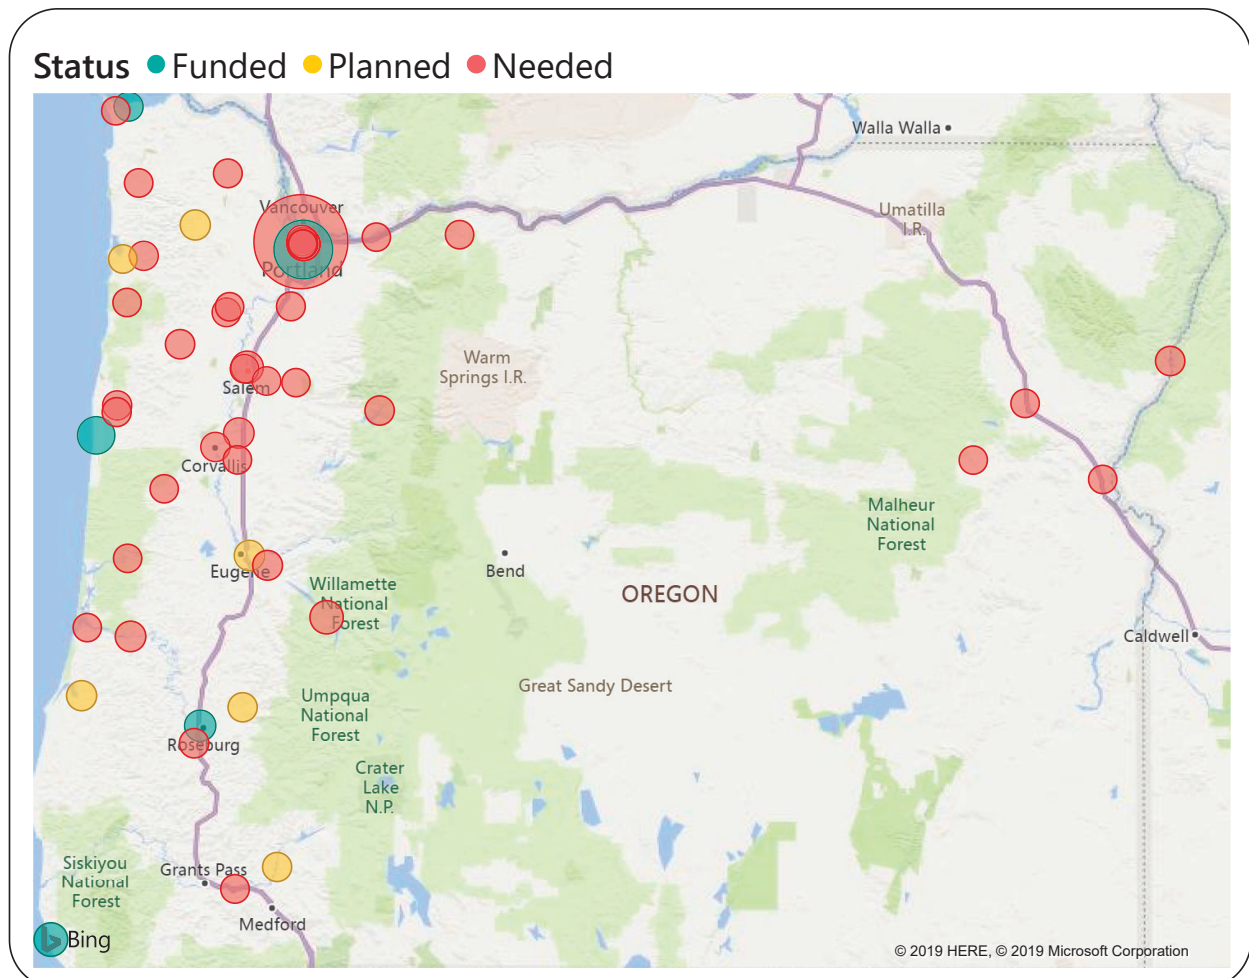 Status Funded Planned Needed
Walla Walla
Vancouver
Umatilla
I.R.
Portland
Warm
Springs I.R.
Salem
Corvallis
Malheur
National
Forest
Eugene
Bend
Willamette
National
Forest
OREGON
Caldwell
Great Sandy Desert
Umpqua
National
Forest
Roseburg
Crater
Lake
N.P.
Siskiyou
National
Forest
Grants Pass
Medford
Bing
© 2019 HERE, © 2019 Microsoft Corporation